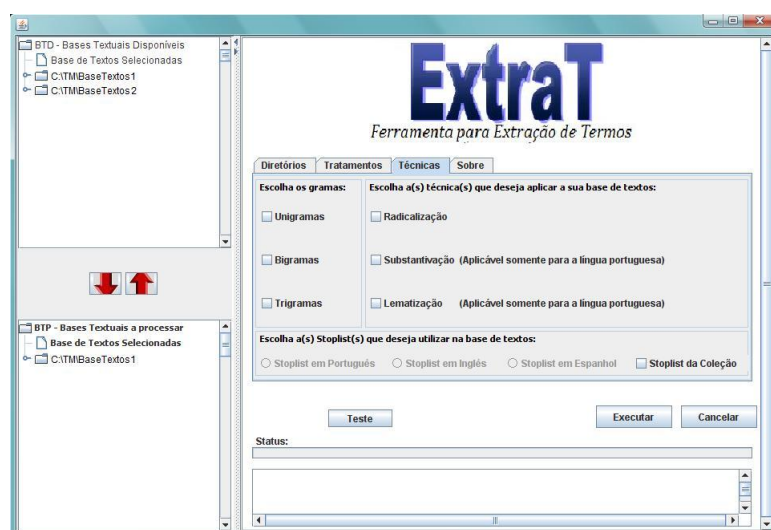 BTD - Bases Textuais Disponíveis
Base de Textos Selecionadas
C:\TM\BaseTextos1
C:\TM\BaseTextos2
BTP - Bases Textuais a processar
Base de Textos Selecionadas
C:\TM\BaseTextos1
ExtraT
Ferramenta para Extração de Termos
Diretórios Tratamentos Técnicas Sobre
Escolha os gramas: Escolha a(s) técnica(s) que deseja aplicar a sua base de textos:
Unigramas Radicalização
Bigramas Substantivação (Aplicável somente para a língua portuguesa)
Trigramas Lematização (Aplicável somente para a língua portuguesa)
Escolha a(s) Stoplist(s) que deseja utilizar na base de textos:
Stoplist em Português Stoplist em Inglés Stoplist em Espanhol Stoplist da Coleção
Teste Executar Cancelar
Status: